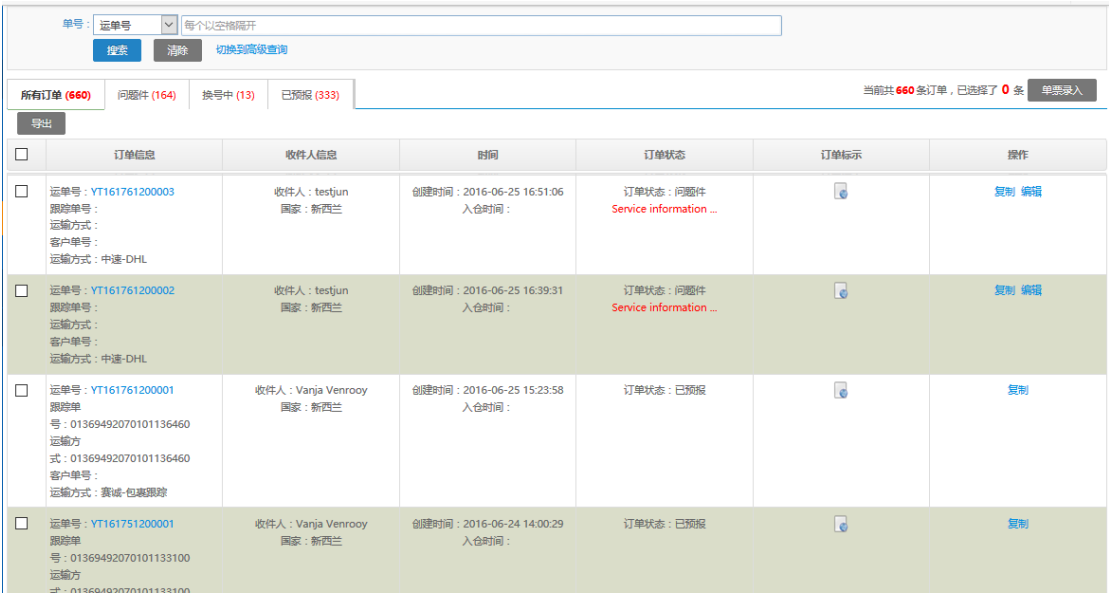 单号 : 运单号 每个以空格隔开
搜索 清除 切换到高级查询
所有订单 (660) 问题件 (164) 换号中 (13) 已预报 (333) 当前共 660 条订单 , 已选择了 0 条 单票录入
导出
订单信息 收件人信息 时间 订单状态 订单标示 操作
运单号 : YT161761200003 收件人 : testjun 创建时间 : 2016-06-25 16:51:06 订单状态 : 问题件 复制 编辑
跟踪单号 : 国家 : 新西兰 入仓时间 : Service information ...
运输方式 :
客户单号 :
运输方式 : 中速-DHL
运单号 : YT161761200002 收件人 : testjun 创建时间 : 2016-06-25 16:39:31 订单状态 : 问题件 复制 编辑
跟踪单号 : 国家 : 新西兰 入仓时间 : Service information ...
运输方式 :
客户单号 :
运输方式 : 中速-DHL
运单号 : YT161761200001 收件人 : Vanja Venrooy 创建时间 : 2016-06-25 15:23:58 订单状态 : 已预报 复制
跟踪单 国家 : 新西兰 入仓时间 :
号 : 01369492070101136460
运输方
式 : 01369492070101136460
客户单号 :
运输方式 : 赛诚-包裹跟踪
运单号 : YT161751200001 收件人 : Vanja Venrooy 创建时间 : 2016-06-24 14:00:29 订单状态 : 已预报 复制
跟踪单 国家 : 新西兰 入仓时间 :
号 : 01369492070101133100
运输方
式 : 01369492070101133100